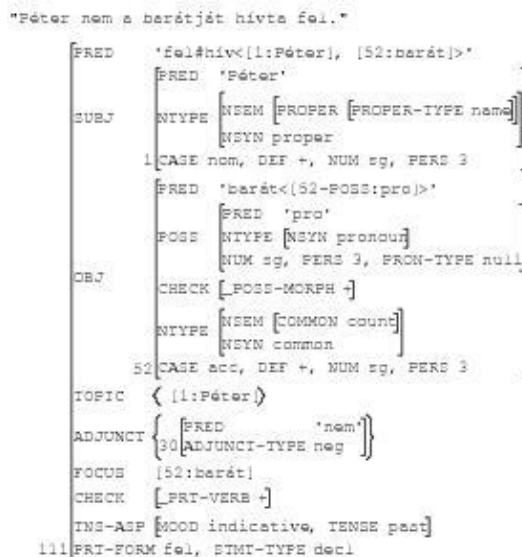 "Péter nem a barátját hívta fel."
PRED 'fel#hív<[1:Péter], [52:barát]>'
PRED 'Péter'
SUBJ NTYPE NSEM [PROPER [PROPER-TYPE name]]
NSYN proper
1 CASE nom, DEF +, NUM sg, PERS 3
PRED 'barát<[52-POSS:pro]>'
PRED 'pro'
POSS NTYPE [NSYN pronoun]
NUM sg, PERS 3, PRON-TYPE null
OBJ
CHECK [_POSS-MORPH +]
NTYPE NSEM [COMMON count]
NSYN common
52 CASE acc, DEF +, NUM sg, PERS 3
TOPIC { [1:Péter] }
ADJUNCT { PRED 'nem'
30 ADJUNCT-TYPE neg }
FOCUS [52:barát]
CHECK [_PRT-VERB +]
TNS-ASP [MOOD indicative, TENSE past]
111 PRT-FORM fel, STMT-TYPE decl